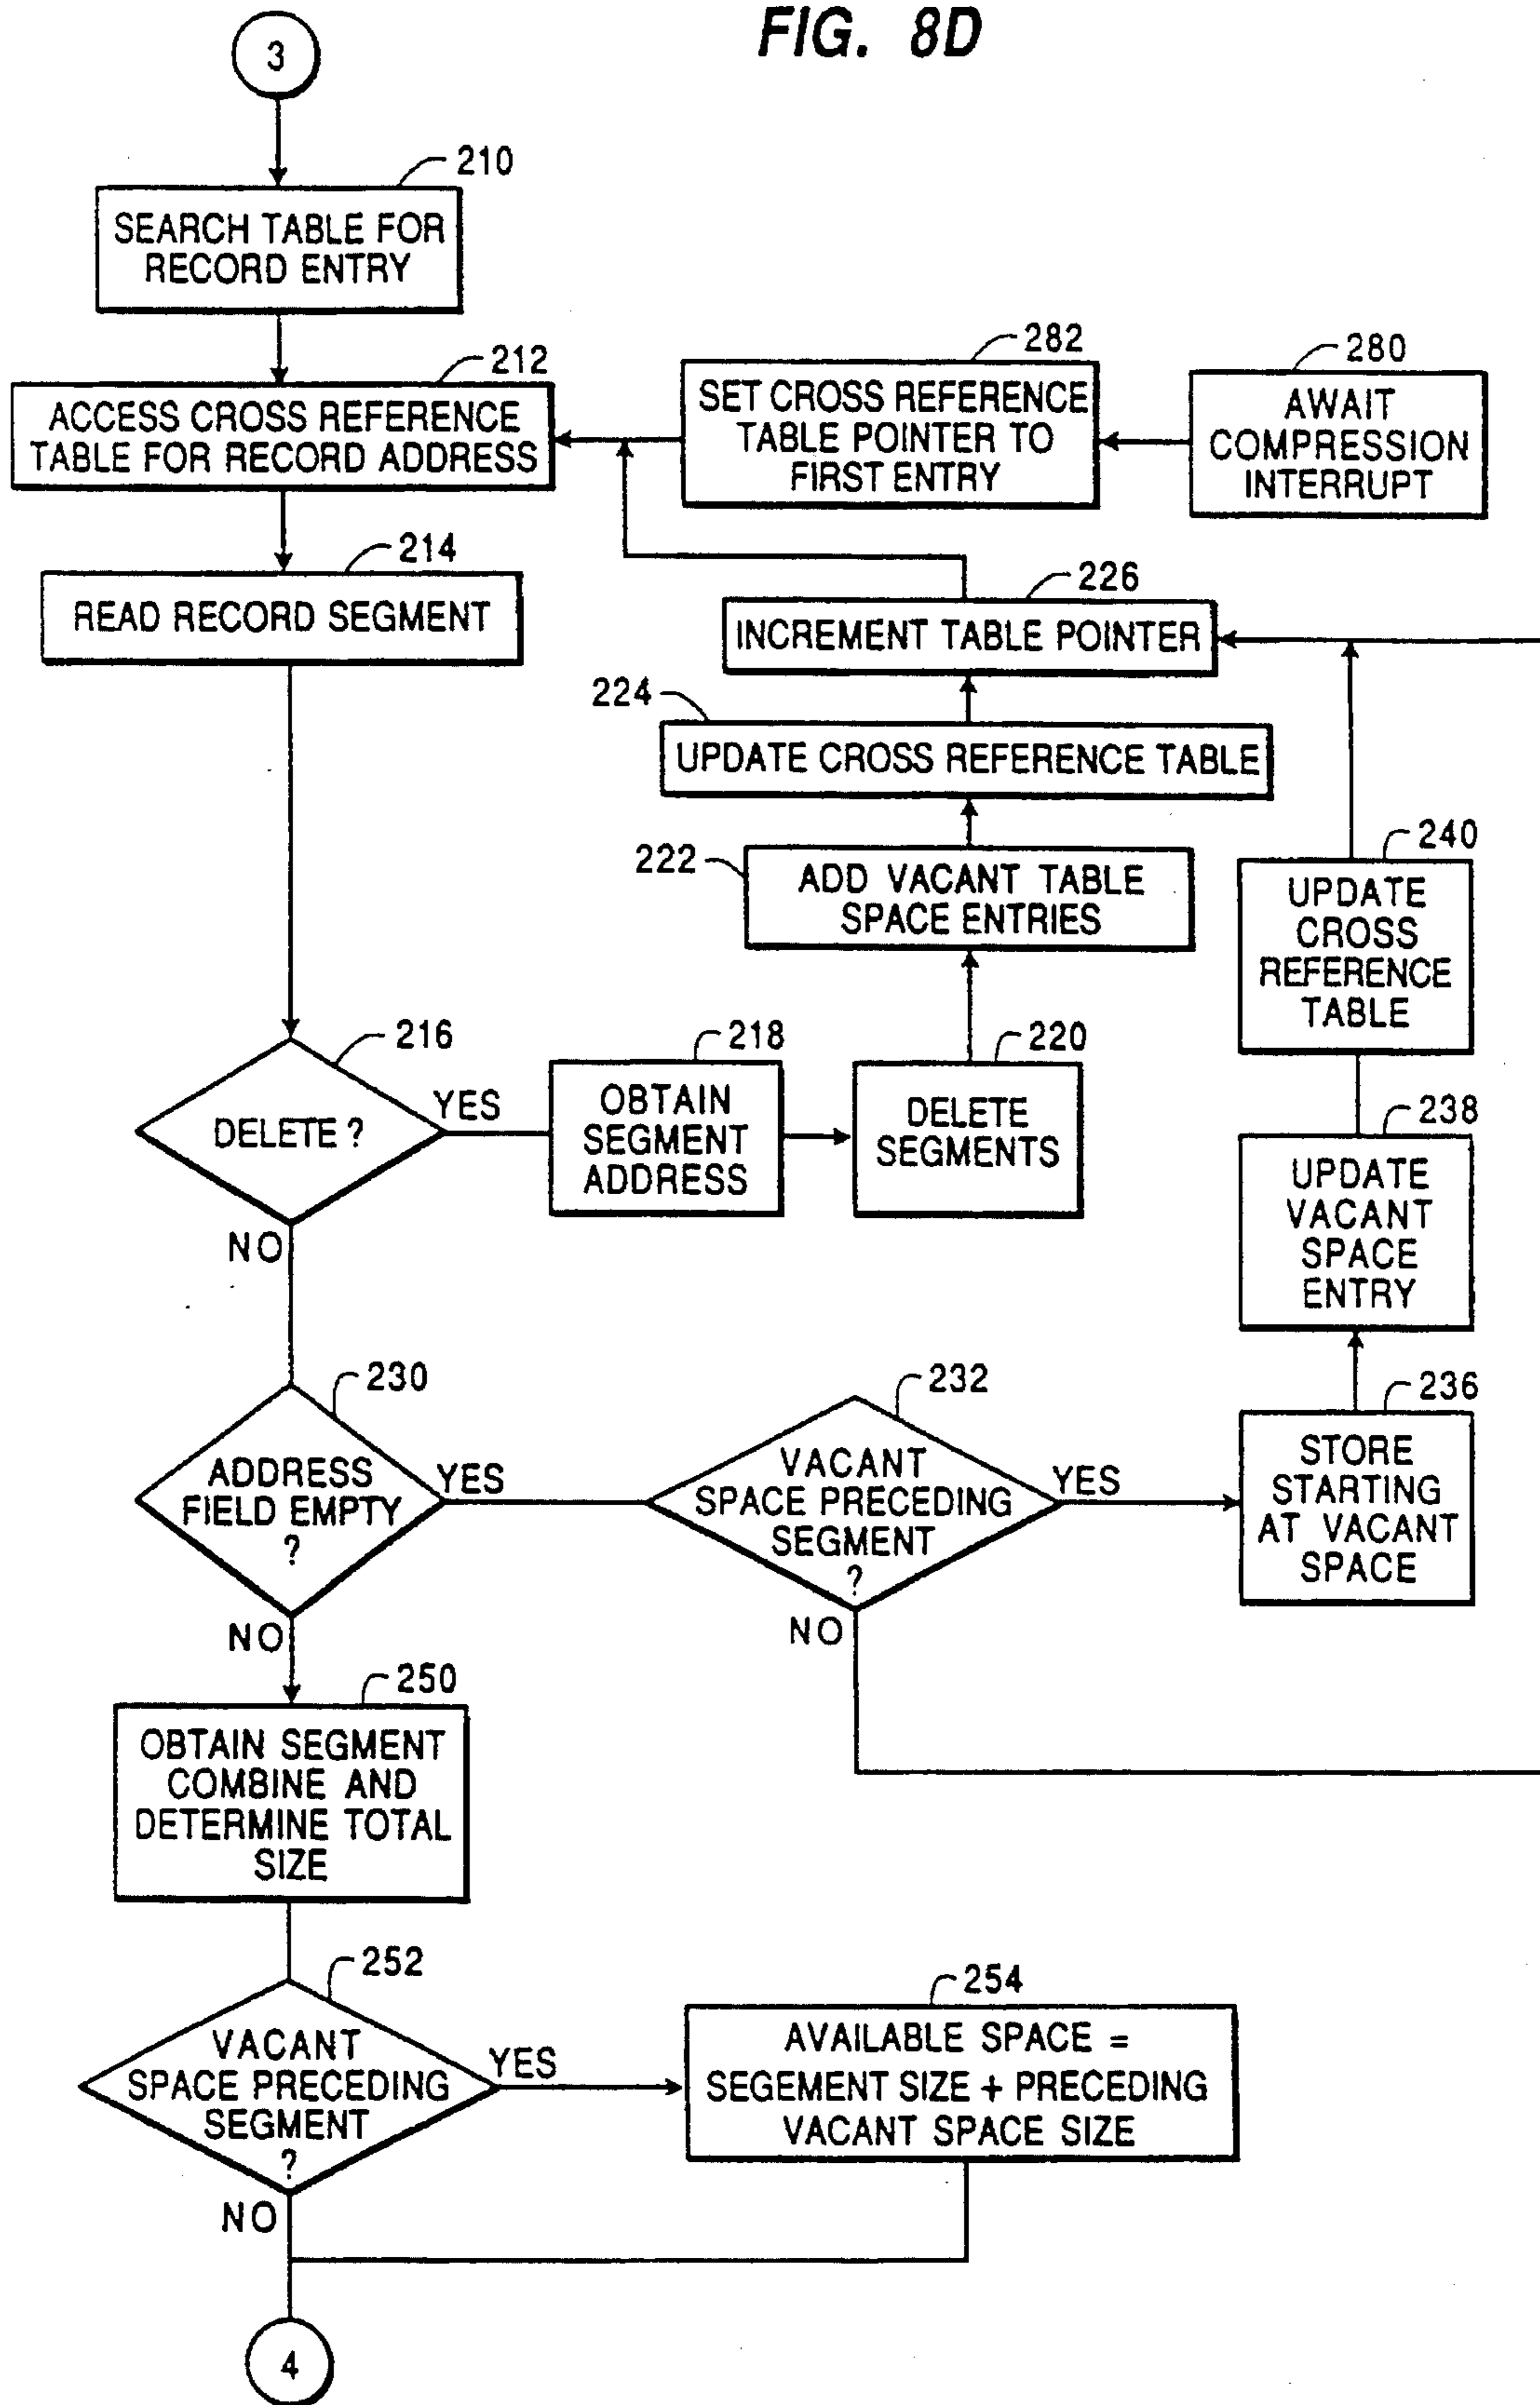 FIG. 8D
3
210
SEARCH TABLE FOR
RECORD ENTRY
212
ACCESS CROSS REFERENCE
TABLE FOR RECORD ADDRESS
282
SET CROSS REFERENCE
TABLE POINTER TO
FIRST ENTRY
280
AWAIT
COMPRESSION
INTERRUPT
214
READ RECORD SEGMENT
226
INCREMENT TABLE POINTER
224
UPDATE CROSS REFERENCE TABLE
222
ADD VACANT TABLE
SPACE ENTRIES
240
UPDATE
CROSS
REFERENCE
TABLE
216
DELETE ?
YES
NO
218
OBTAIN
SEGMENT
ADDRESS
220
DELETE
SEGMENTS
238
UPDATE
VACANT
SPACE
ENTRY
230
ADDRESS
FIELD EMPTY
?
YES
NO
232
VACANT
SPACE PRECEDING
SEGMENT
?
YES
NO
236
STORE
STARTING
AT VACANT
SPACE
250
OBTAIN SEGMENT
COMBINE AND
DETERMINE TOTAL
SIZE
252
VACANT
SPACE PRECEDING
SEGMENT
?
YES
NO
254
AVAILABLE SPACE =
SEGEMENT SIZE + PRECEDING
VACANT SPACE SIZE
4